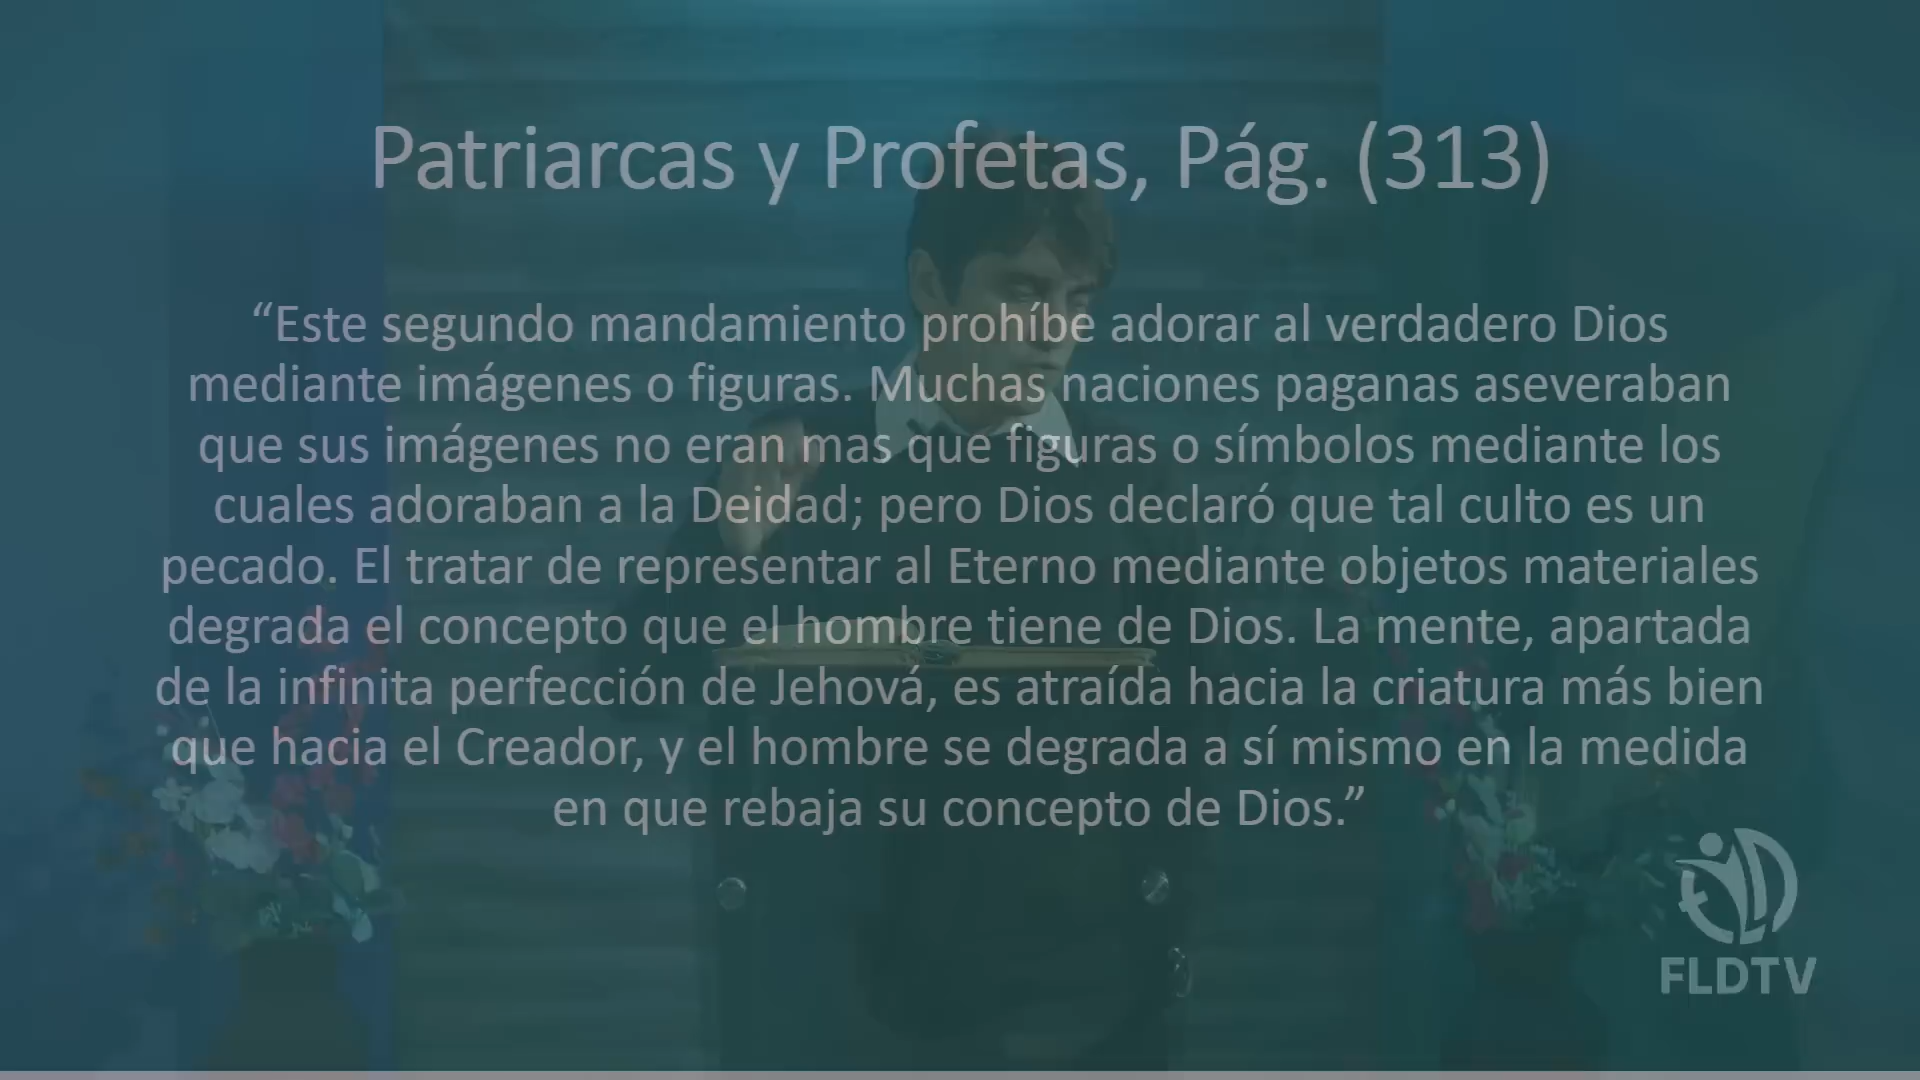 Patriarcas y Profetas, Pág. (313)
“Este segundo mandamiento prohíbe adorar al verdadero Dios
mediante imágenes o figuras. Muchas naciones paganas aseveraban
que sus imágenes no eran mas que figuras o símbolos mediante los
cuales adoraban a la Deidad; pero Dios declaró que tal culto es un
pecado. El tratar de representar al Eterno mediante objetos materiales
degrada el concepto que el hombre tiene de Dios. La mente, apartada
de la infinita perfección de Jehová, es atraída hacia la criatura más bien
que hacia el Creador, y el hombre se degrada a sí mismo en la medida
en que rebaja su concepto de Dios.”
FLDTV